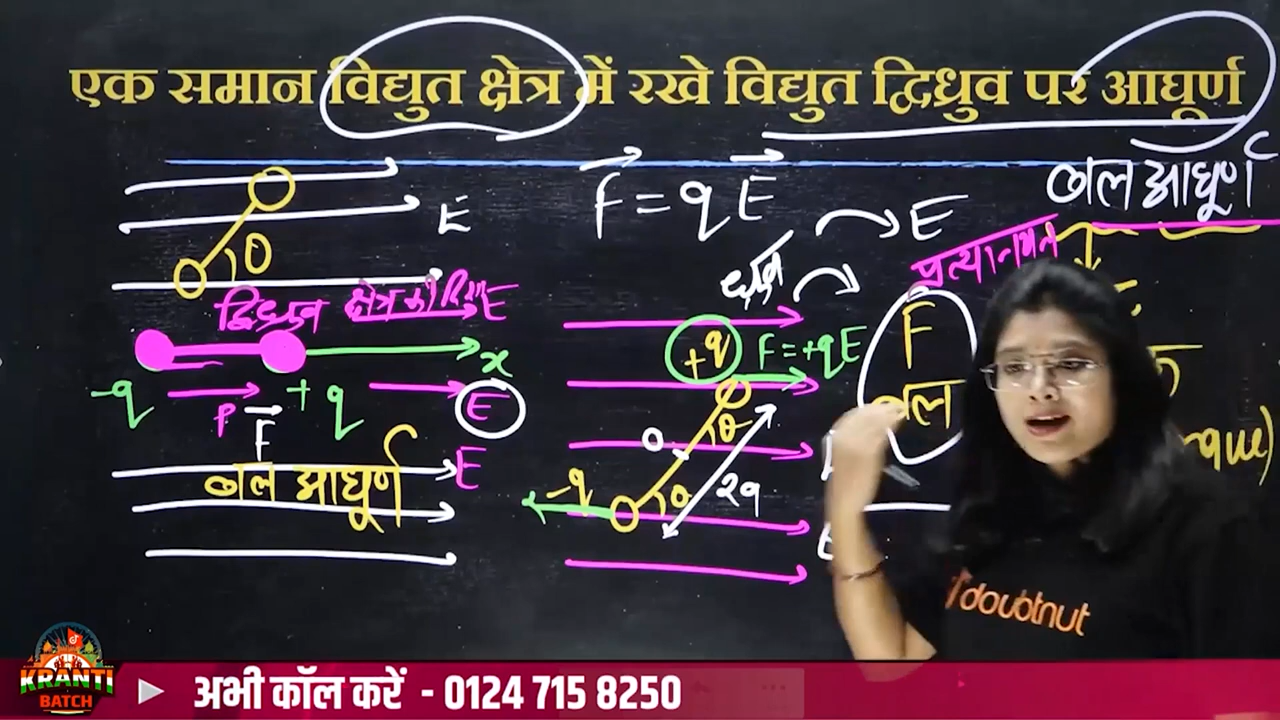 एक समान विद्युत क्षेत्र में रखे विद्युत द्विध्रुव पर आघूर्ण
बल आघूर्ण
F = qE
E
E
प्रत्यानयन
θ
द्विध्रुव क्षेत्र की दिशा E
+q
F=+qE
F
बल
x
-q
P
+q
E
F
θ
O
बल आघूर्ण
E
-q
θ
2a
que)
doubtnut
KRANTI
BATCH
अभी कॉल करें - 0124 715 8250